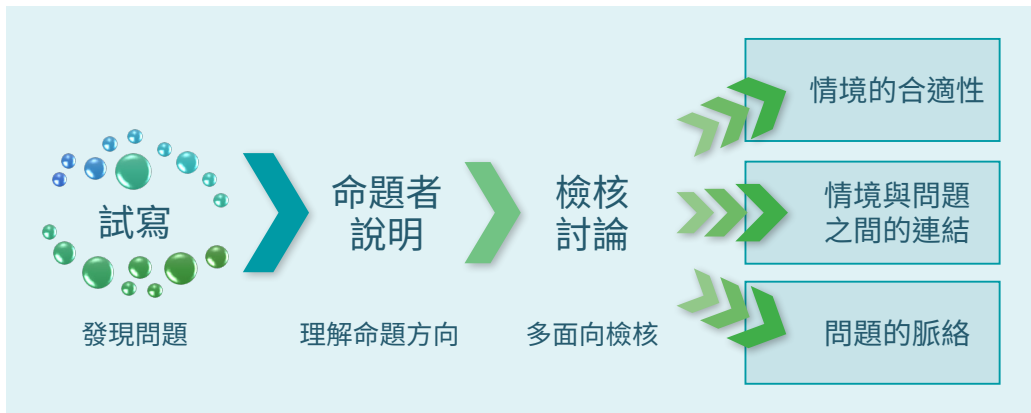 試寫
發現問題
命題者
說明
理解命題方向
檢核
討論
多面向檢核
情境的合適性
情境與問題
之間的連結
問題的脈絡